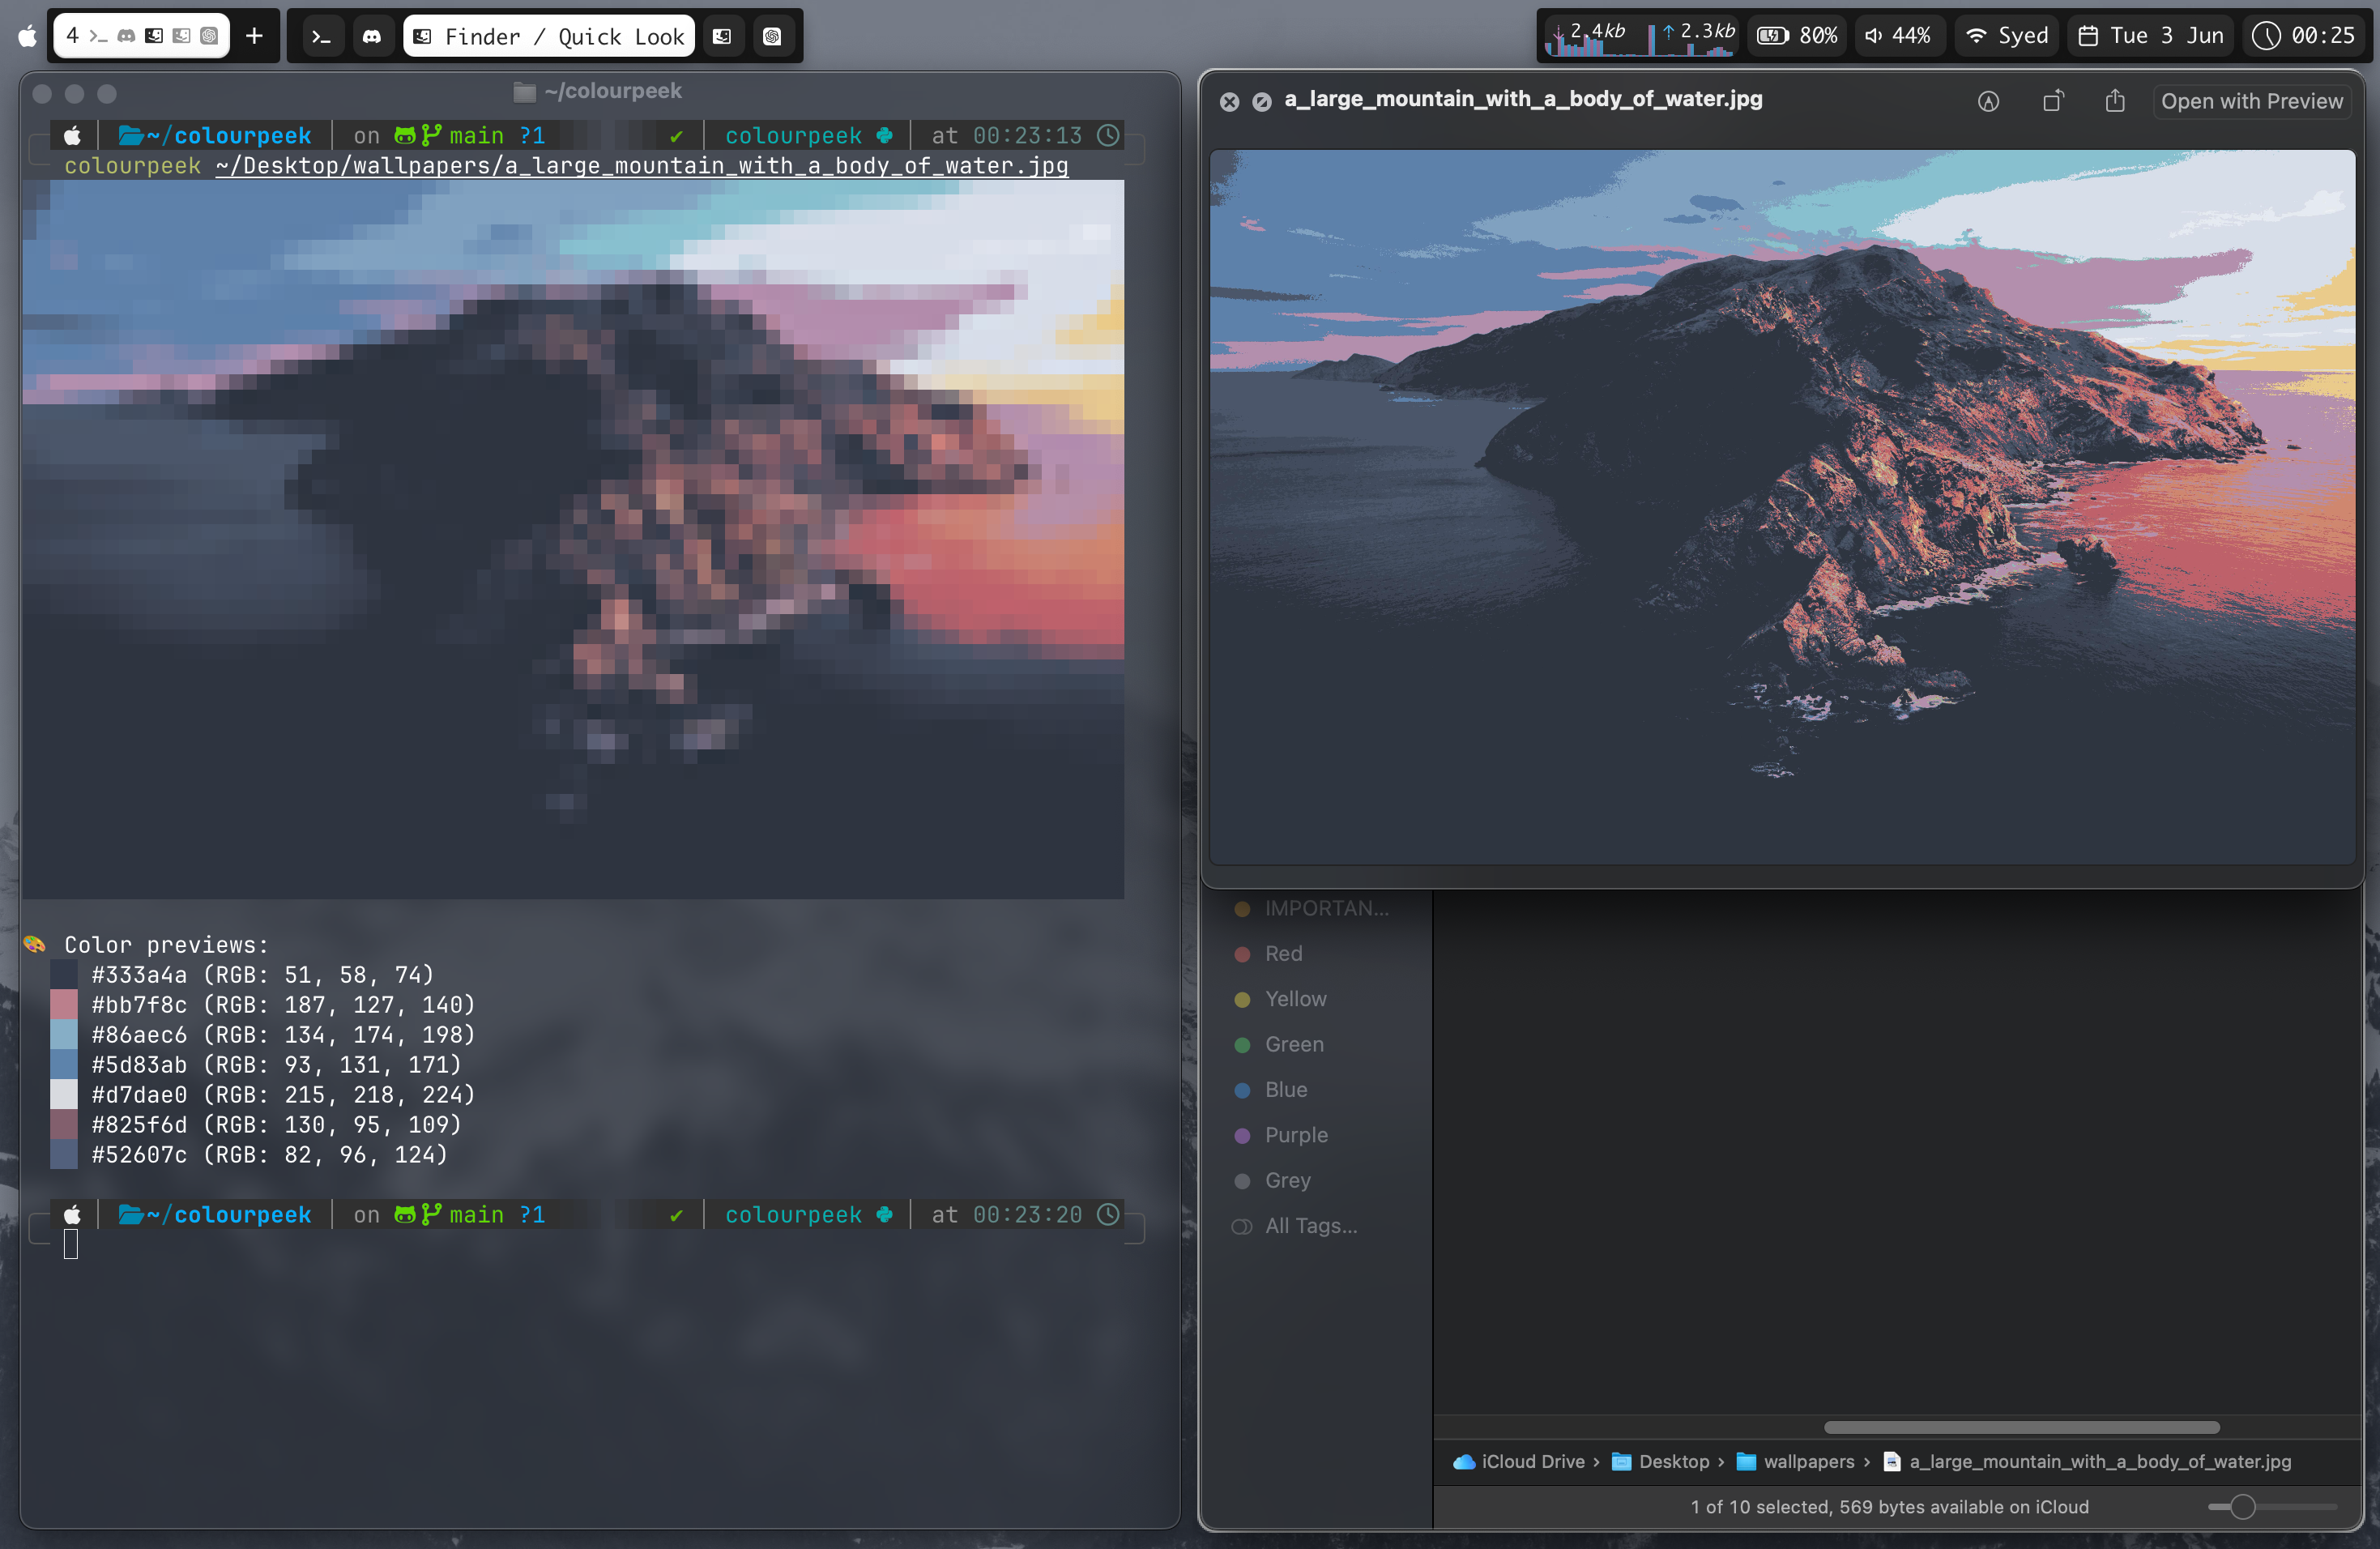 4
+
Finder / Quick Look
2.4kb
2.3kb
80%
44%
Syed
Tue 3 Jun
00:25
~/colourpeek
~/colourpeek on main ?1 ✔ colourpeek at 00:23:13
colourpeek ~/Desktop/wallpapers/a_large_mountain_with_a_body_of_water.jpg
Color previews:
#333a4a (RGB: 51, 58, 74)
#bb7f8c (RGB: 187, 127, 140)
#86aec6 (RGB: 134, 174, 198)
#5d83ab (RGB: 93, 131, 171)
#d7dae0 (RGB: 215, 218, 224)
#825f6d (RGB: 130, 95, 109)
#52607c (RGB: 82, 96, 124)
~/colourpeek on main ?1 ✔ colourpeek at 00:23:20
a_large_mountain_with_a_body_of_water.jpg
Open with Preview
IMPORTAN...
Red
Yellow
Green
Blue
Purple
Grey
All Tags...
iCloud Drive › Desktop › wallpapers › a_large_mountain_with_a_body_of_water.jpg
1 of 10 selected, 569 bytes available on iCloud